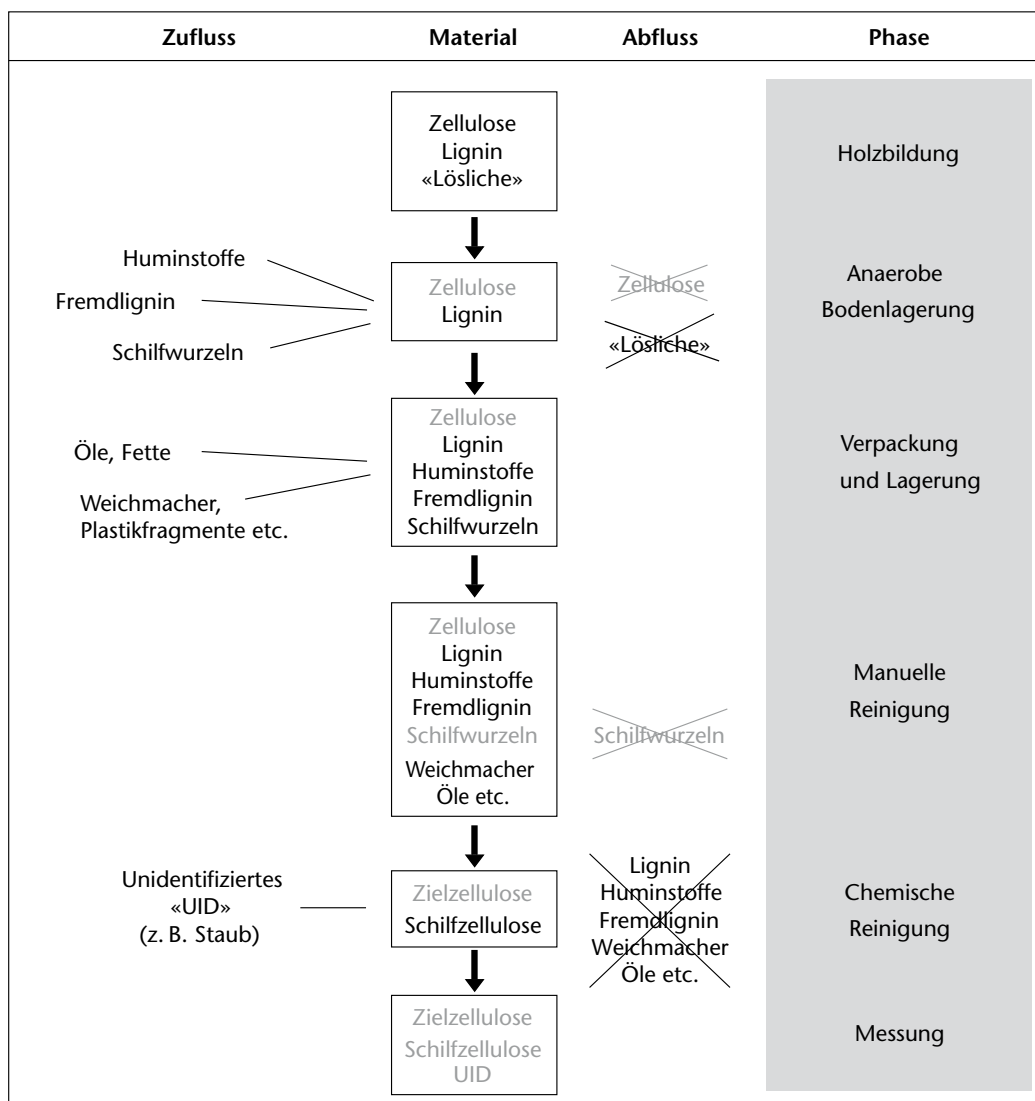 Zufluss Material Abfluss Phase
Zellulose
Lignin
«Lösliche»
Holzbildung
Huminstoffe
Fremdlignin
Schilfwurzeln
Zellulose
Lignin
Zellulose
«Lösliche»
Anaerobe
Bodenlagerung
Öle, Fette
Weichmacher,
Plastikfragmente etc.
Zellulose
Lignin
Huminstoffe
Fremdlignin
Schilfwurzeln
Verpackung
und Lagerung
Zellulose
Lignin
Huminstoffe
Fremdlignin
Schilfwurzeln
Weichmacher
Öle etc.
Schilfwurzeln
Manuelle
Reinigung
Unidentifiziertes
«UID»
(z. B. Staub)
Zielzellulose
Schilfzellulose
Lignin
Huminstoffe
Fremdlignin
Weichmacher
Öle etc.
Chemische
Reinigung
Zielzellulose
Schilfzellulose
UID
Messung